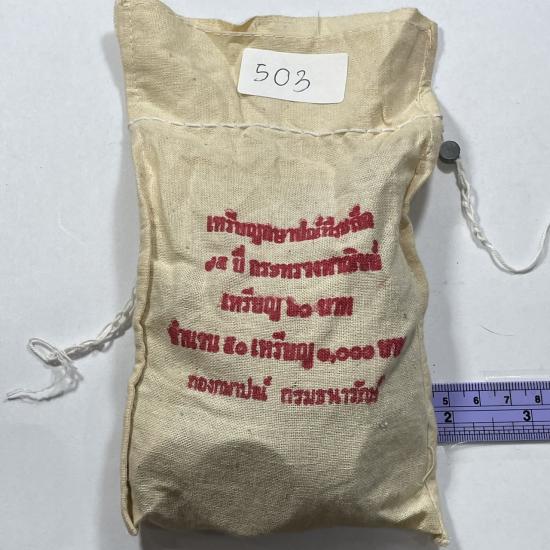 503
เหรียญกษาปณ์ที่ระลึก
๗๕ ปี กระทรวงพาณิชย์
เหรียญ ๒๐ บาท
จำนวน ๕๐ เหรียญ ๑,๐๐๐ บาท
กองกษาปณ์ กรมธนารักษ์
5 6 7 8
2 3